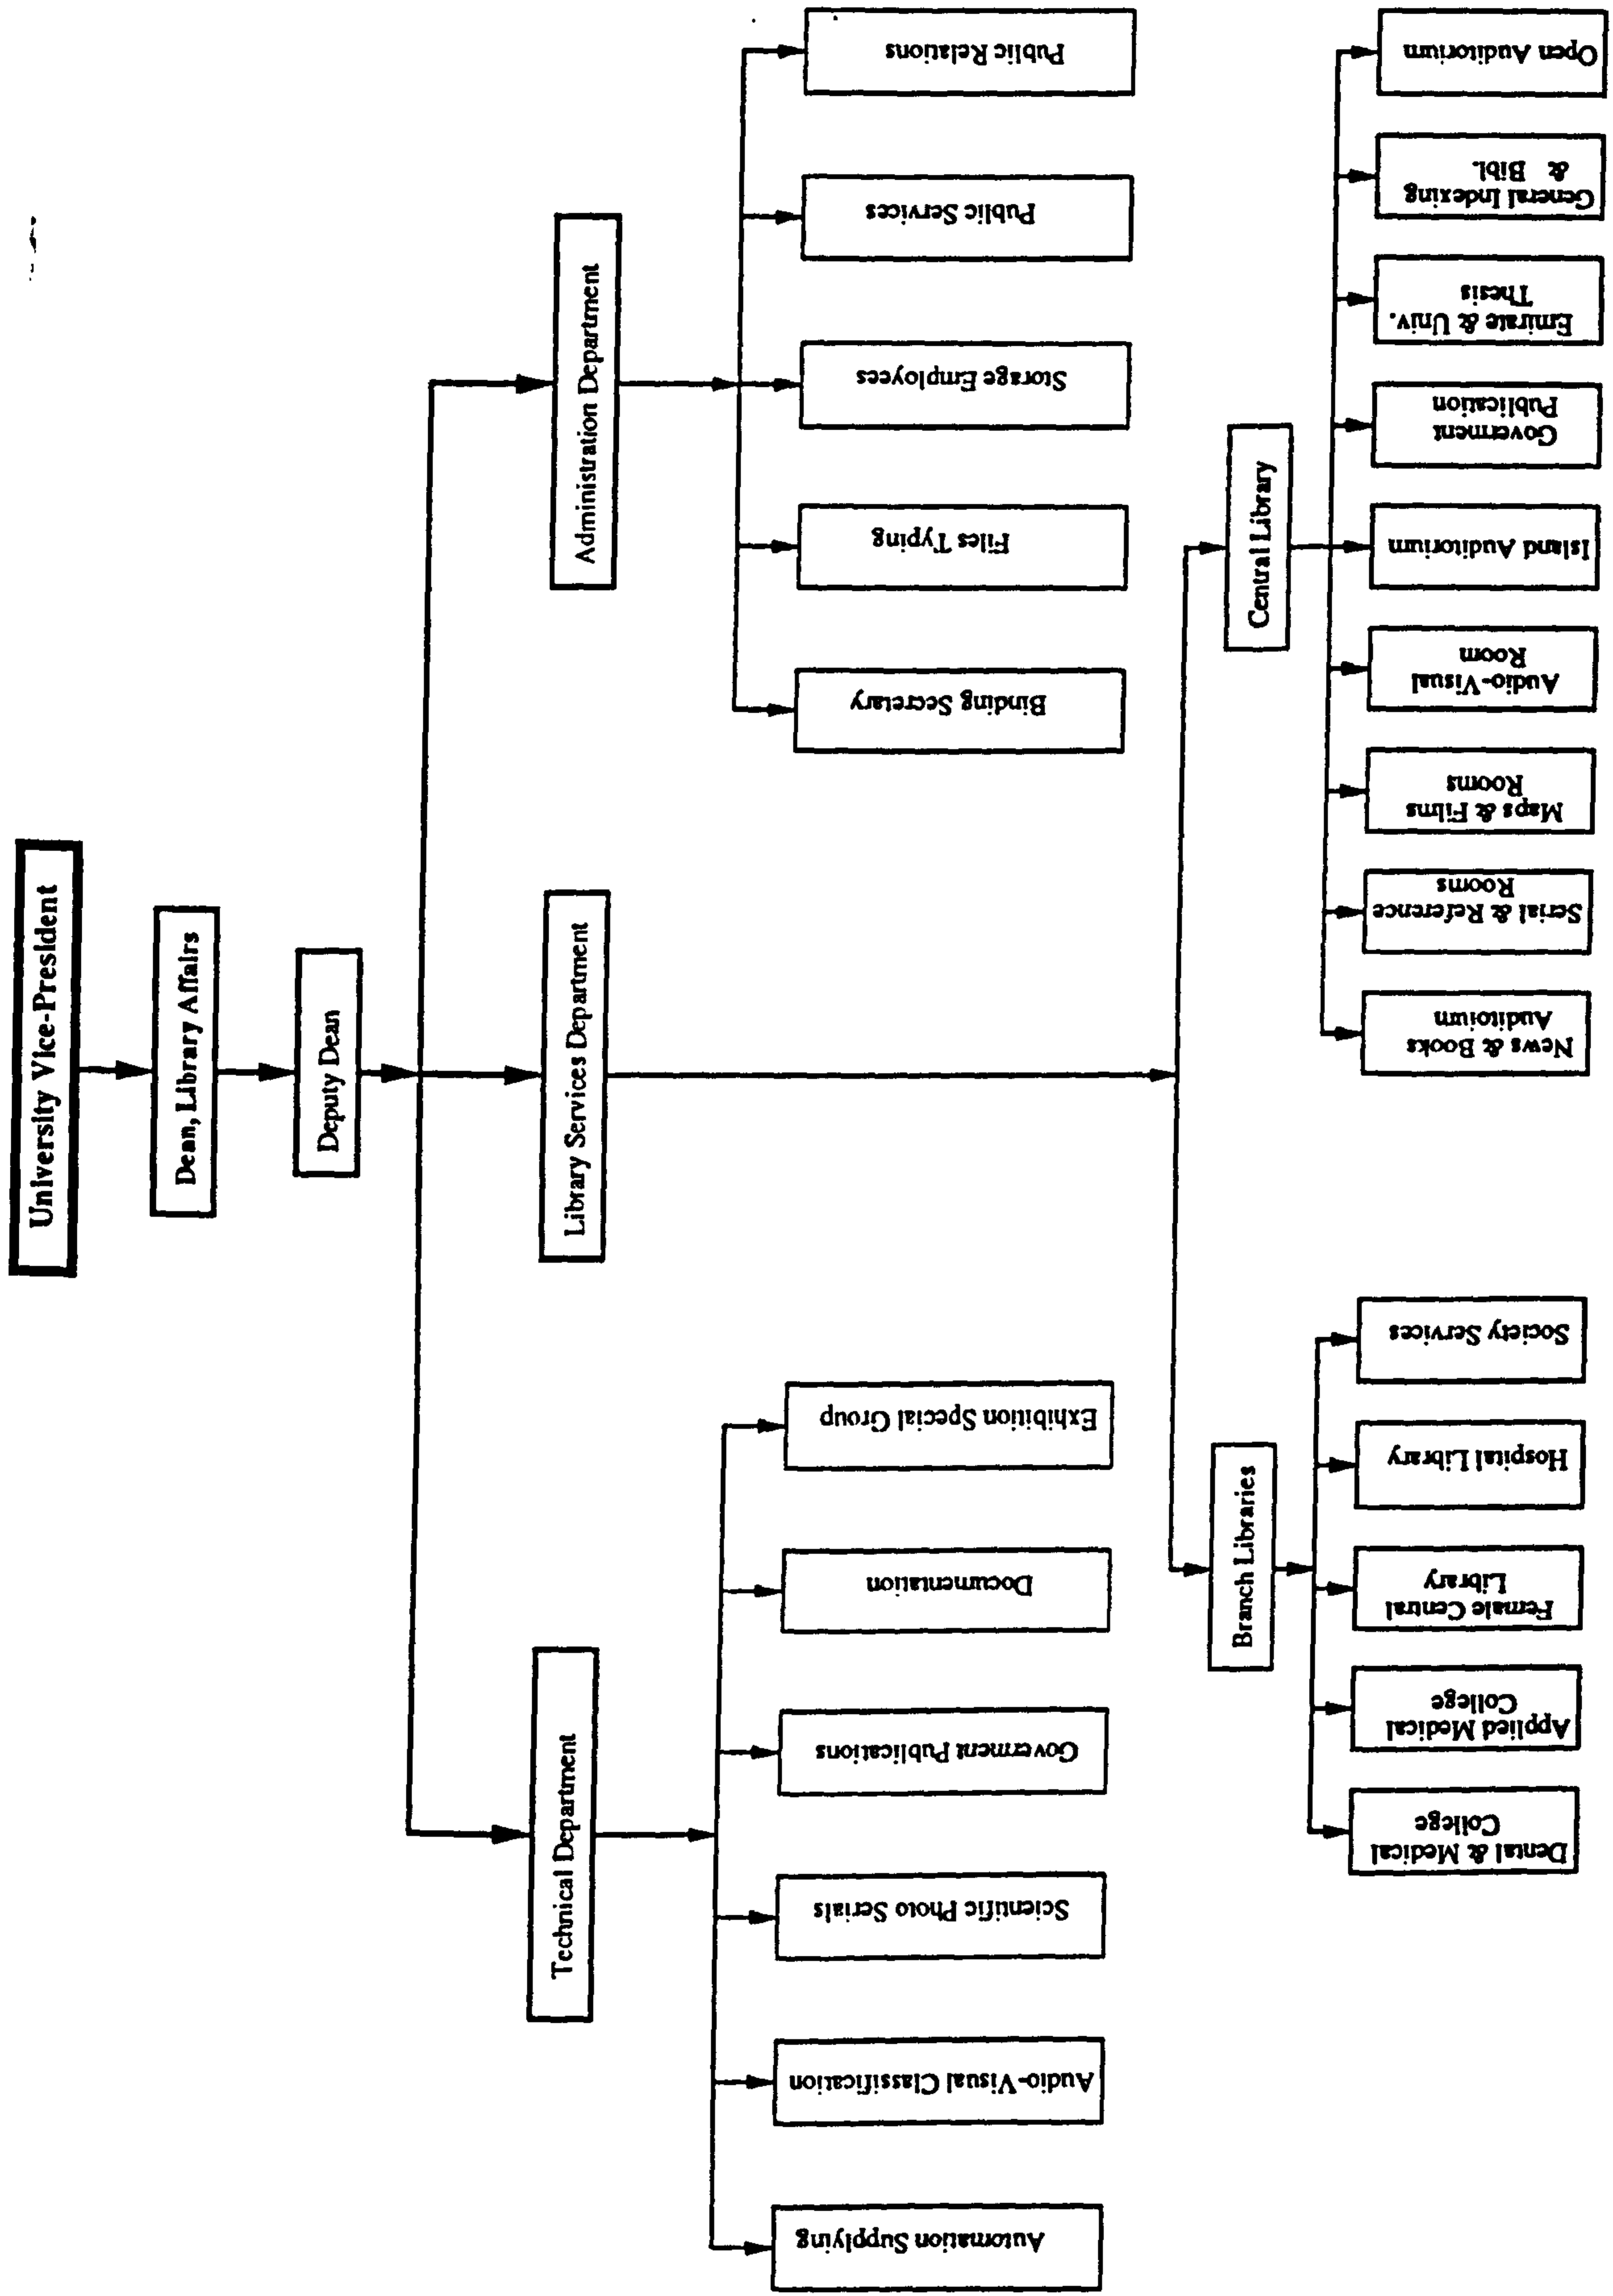 University Vice-President
Dean, Library Affairs
Deputy Dean
Technical Department
Library Services Department
Administration Department
Automation Supplying
Audio-Visual Classification
Scientific Photo Serials
Goverment Publications
Documentation
Exhibition Special Group
Binding Secretary
Files Typing
Storage Employees
Public Services
Public Relations
Branch Libraries
Central Library
Dental & Medical
College
Applied Medical
College
Female Central
Library
Hospital Library
Society Services
News & Books
Auditoium
Serial & Reference
Rooms
Maps & Films
Rooms
Audio-Visual
Room
Island Auditorium
Goverment
Publication
Emirate & Univ.
Thesis
General Indexing
& Bibl.
Open Auditorium